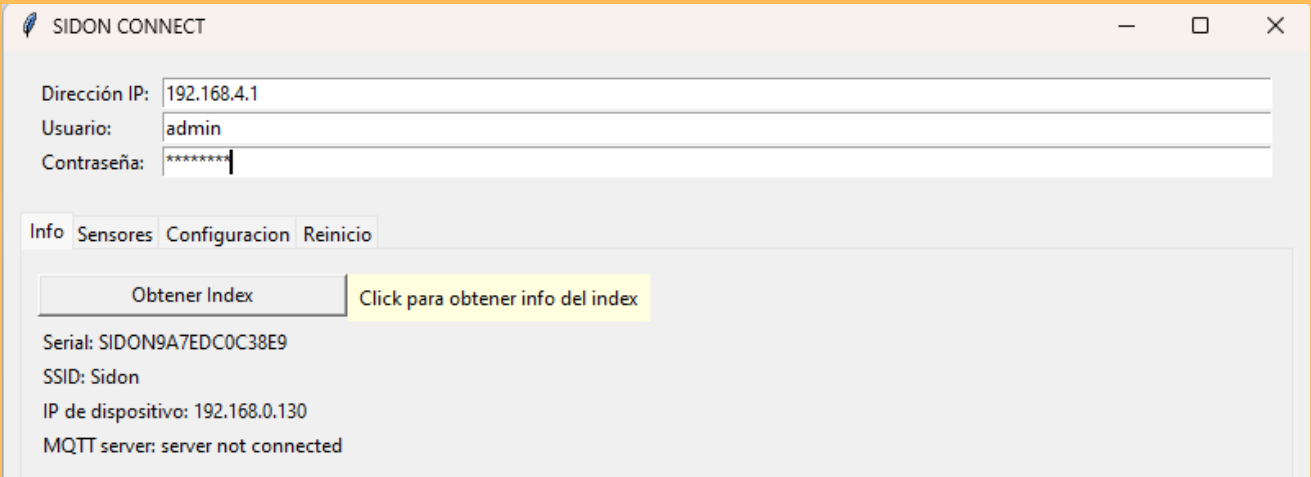 SIDON CONNECT
Dirección IP: 192.168.4.1
Usuario: admin
Contraseña: ********
Info Sensores Configuracion Reinicio
Obtener Index Click para obtener info del index
Serial: SIDON9A7EDC0C38E9
SSID: Sidon
IP de dispositivo: 192.168.0.130
MQTT server: server not connected